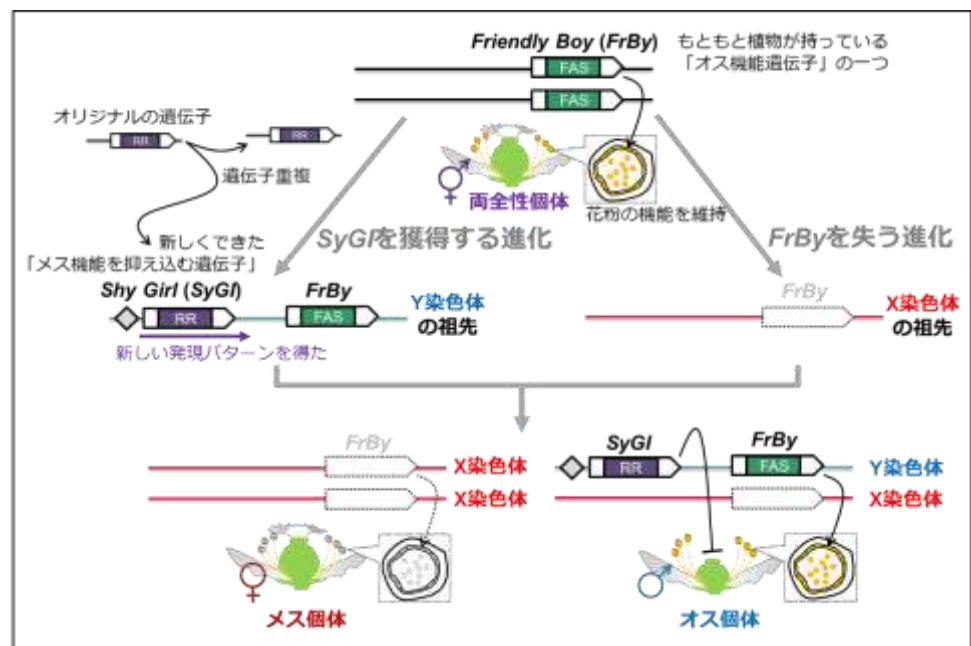 Friendly Boy (FrBy)
もともと植物が持っている
「オス機能遺伝子」の一つ
FAS
FAS
オリジナルの遺伝子
RR
RR
遺伝子重複
両全性個体
花粉の機能を維持
新しくできた
「メス機能を抑え込む遺伝子」
SyGIを獲得する進化
FrByを失う進化
Shy Girl (SyGI)
FrBy
RR
FAS
Y染色体
の祖先
新しい発現パターンを得た
FrBy
X染色体
の祖先
FrBy
X染色体
X染色体
メス個体
SyGI
FrBy
RR
FAS
Y染色体
X染色体
オス個体